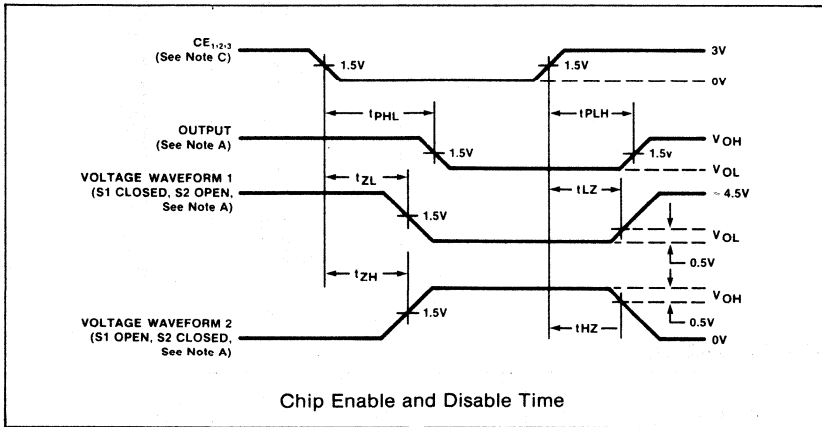 CE₁,₂,₃
(See Note C)
1.5V
1.5V
3V
0V
tPHL
tPLH
OUTPUT
(See Note A)
1.5V
1.5v
VOH
VOL
VOLTAGE WAVEFORM 1
(S1 CLOSED, S2 OPEN,
See Note A)
tZL
tLZ
1.5V
≈ 4.5V
VOL
0.5V
tZH
VOH
0.5V
VOLTAGE WAVEFORM 2
(S1 OPEN, S2 CLOSED,
See Note A)
1.5V
tHZ
0V
Chip Enable and Disable Time